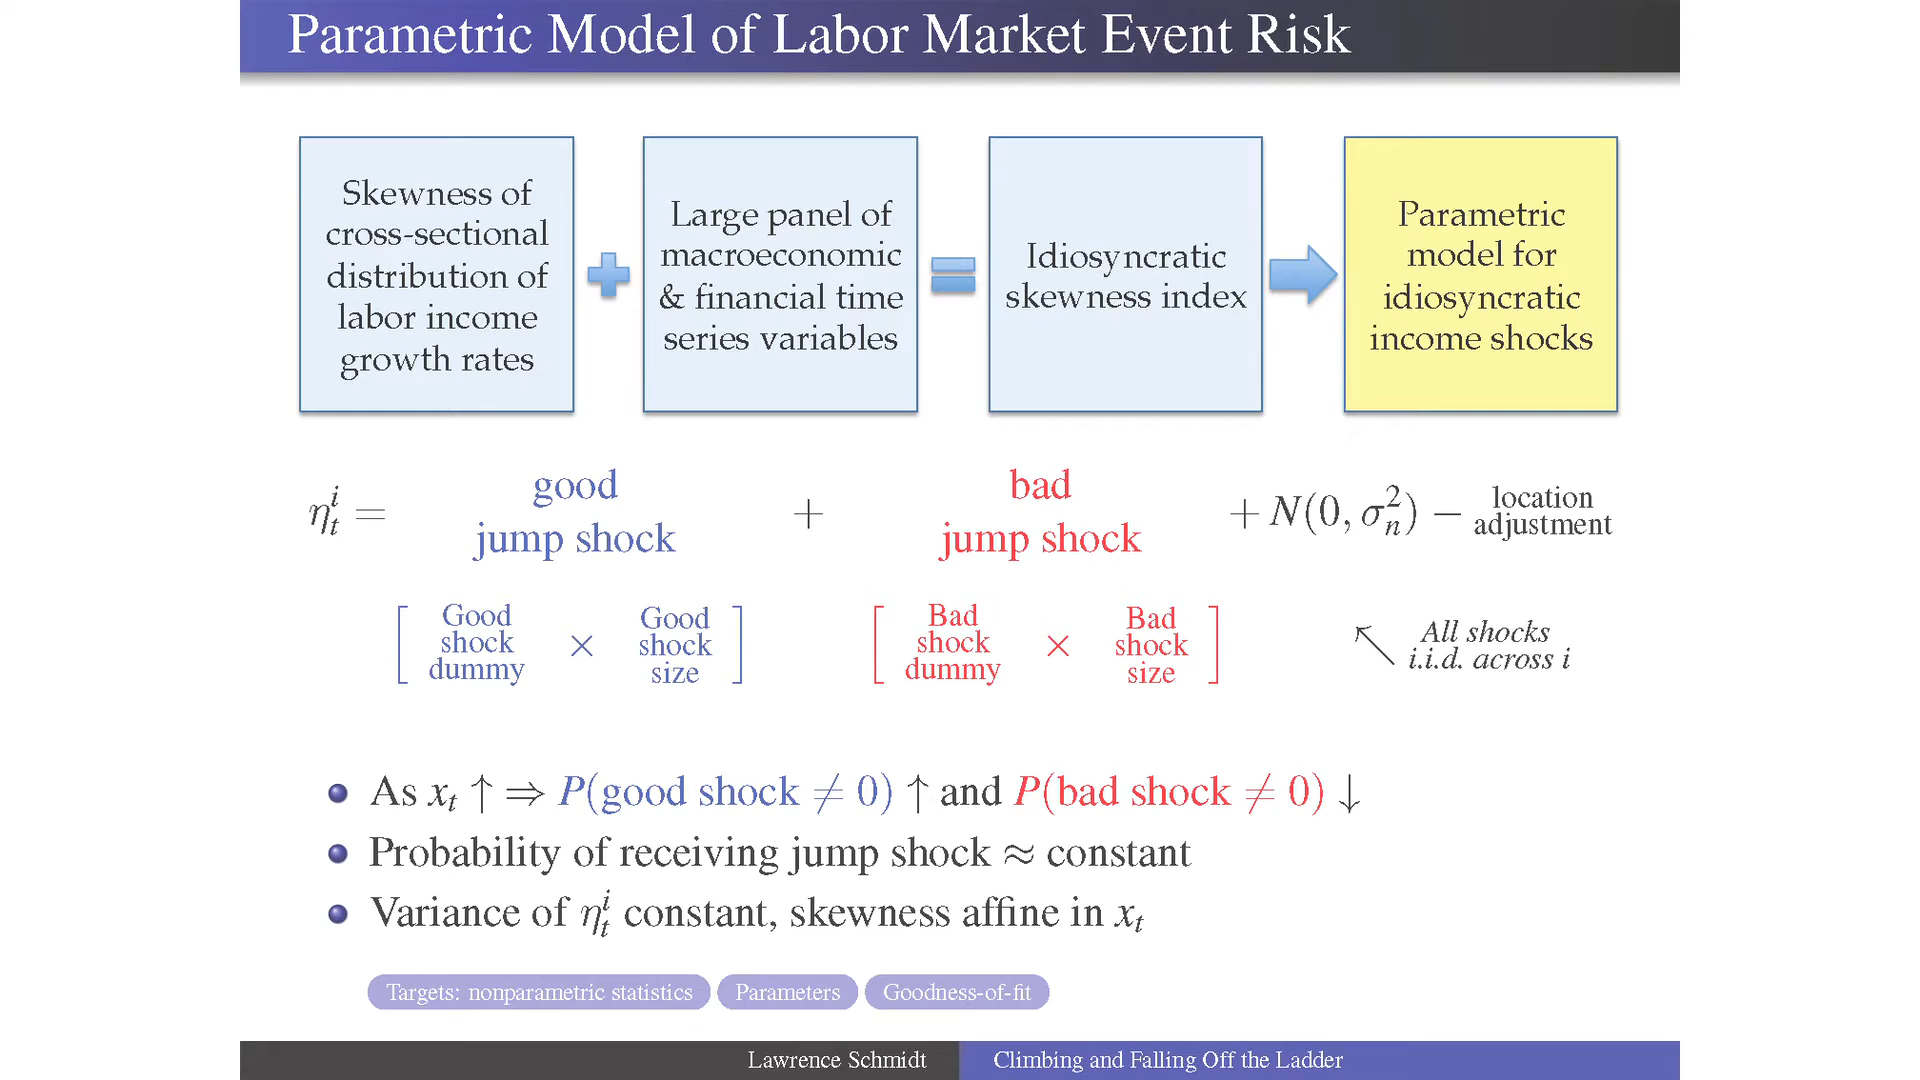 Parametric Model of Labor Market Event Risk
Skewness of
cross-sectional
distribution of
labor income
growth rates
Large panel of
macroeconomic
& financial time
series variables
Idiosyncratic
skewness index
Parametric
model for
idiosyncratic
income shocks
η_t^i = good jump shock + bad jump shock + N(0, σ_n^2) − location adjustment
[ Good shock dummy × Good shock size ] [ Bad shock dummy × Bad shock size ]
↖ All shocks
i.i.d. across i
As x_t ↑ ⇒ P(good shock ≠ 0) ↑ and P(bad shock ≠ 0) ↓
Probability of receiving jump shock ≈ constant
Variance of η_t^i constant, skewness affine in x_t
Targets: nonparametric statistics Parameters Goodness-of-fit
Lawrence Schmidt Climbing and Falling Off the Ladder